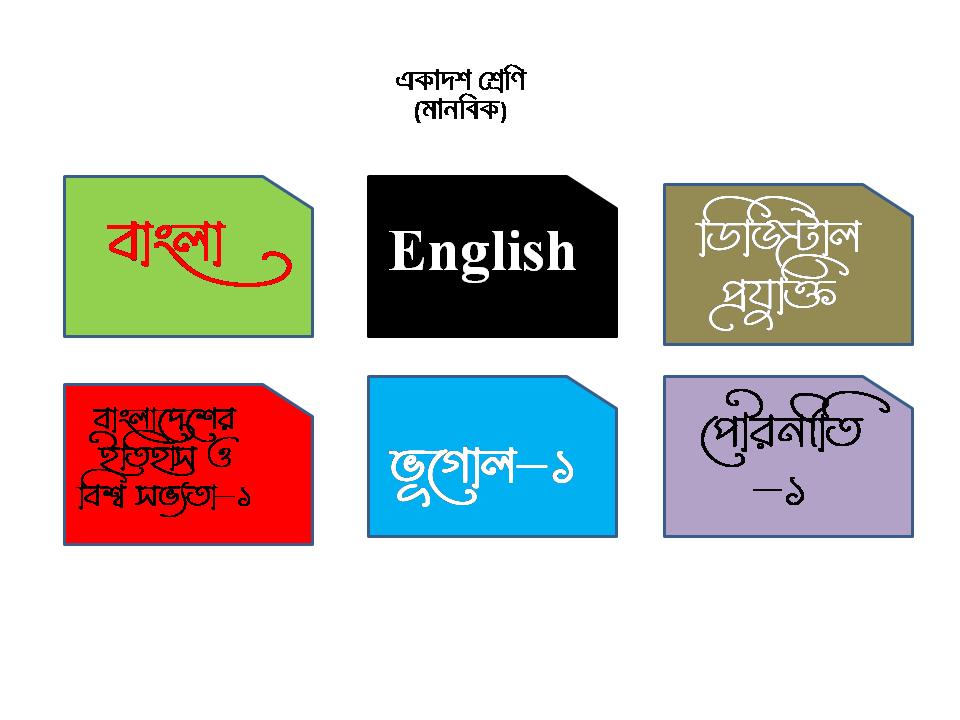 একাদশ শ্রেণি
(মানবিক)
বাংলা
English
ডিজিটাল
প্রযুক্তি
বাংলাদেশের
ইতিহাস ও
বিশ্ব সভ্যতা-১
ভূগোল-১
পৌরনীতি
-১